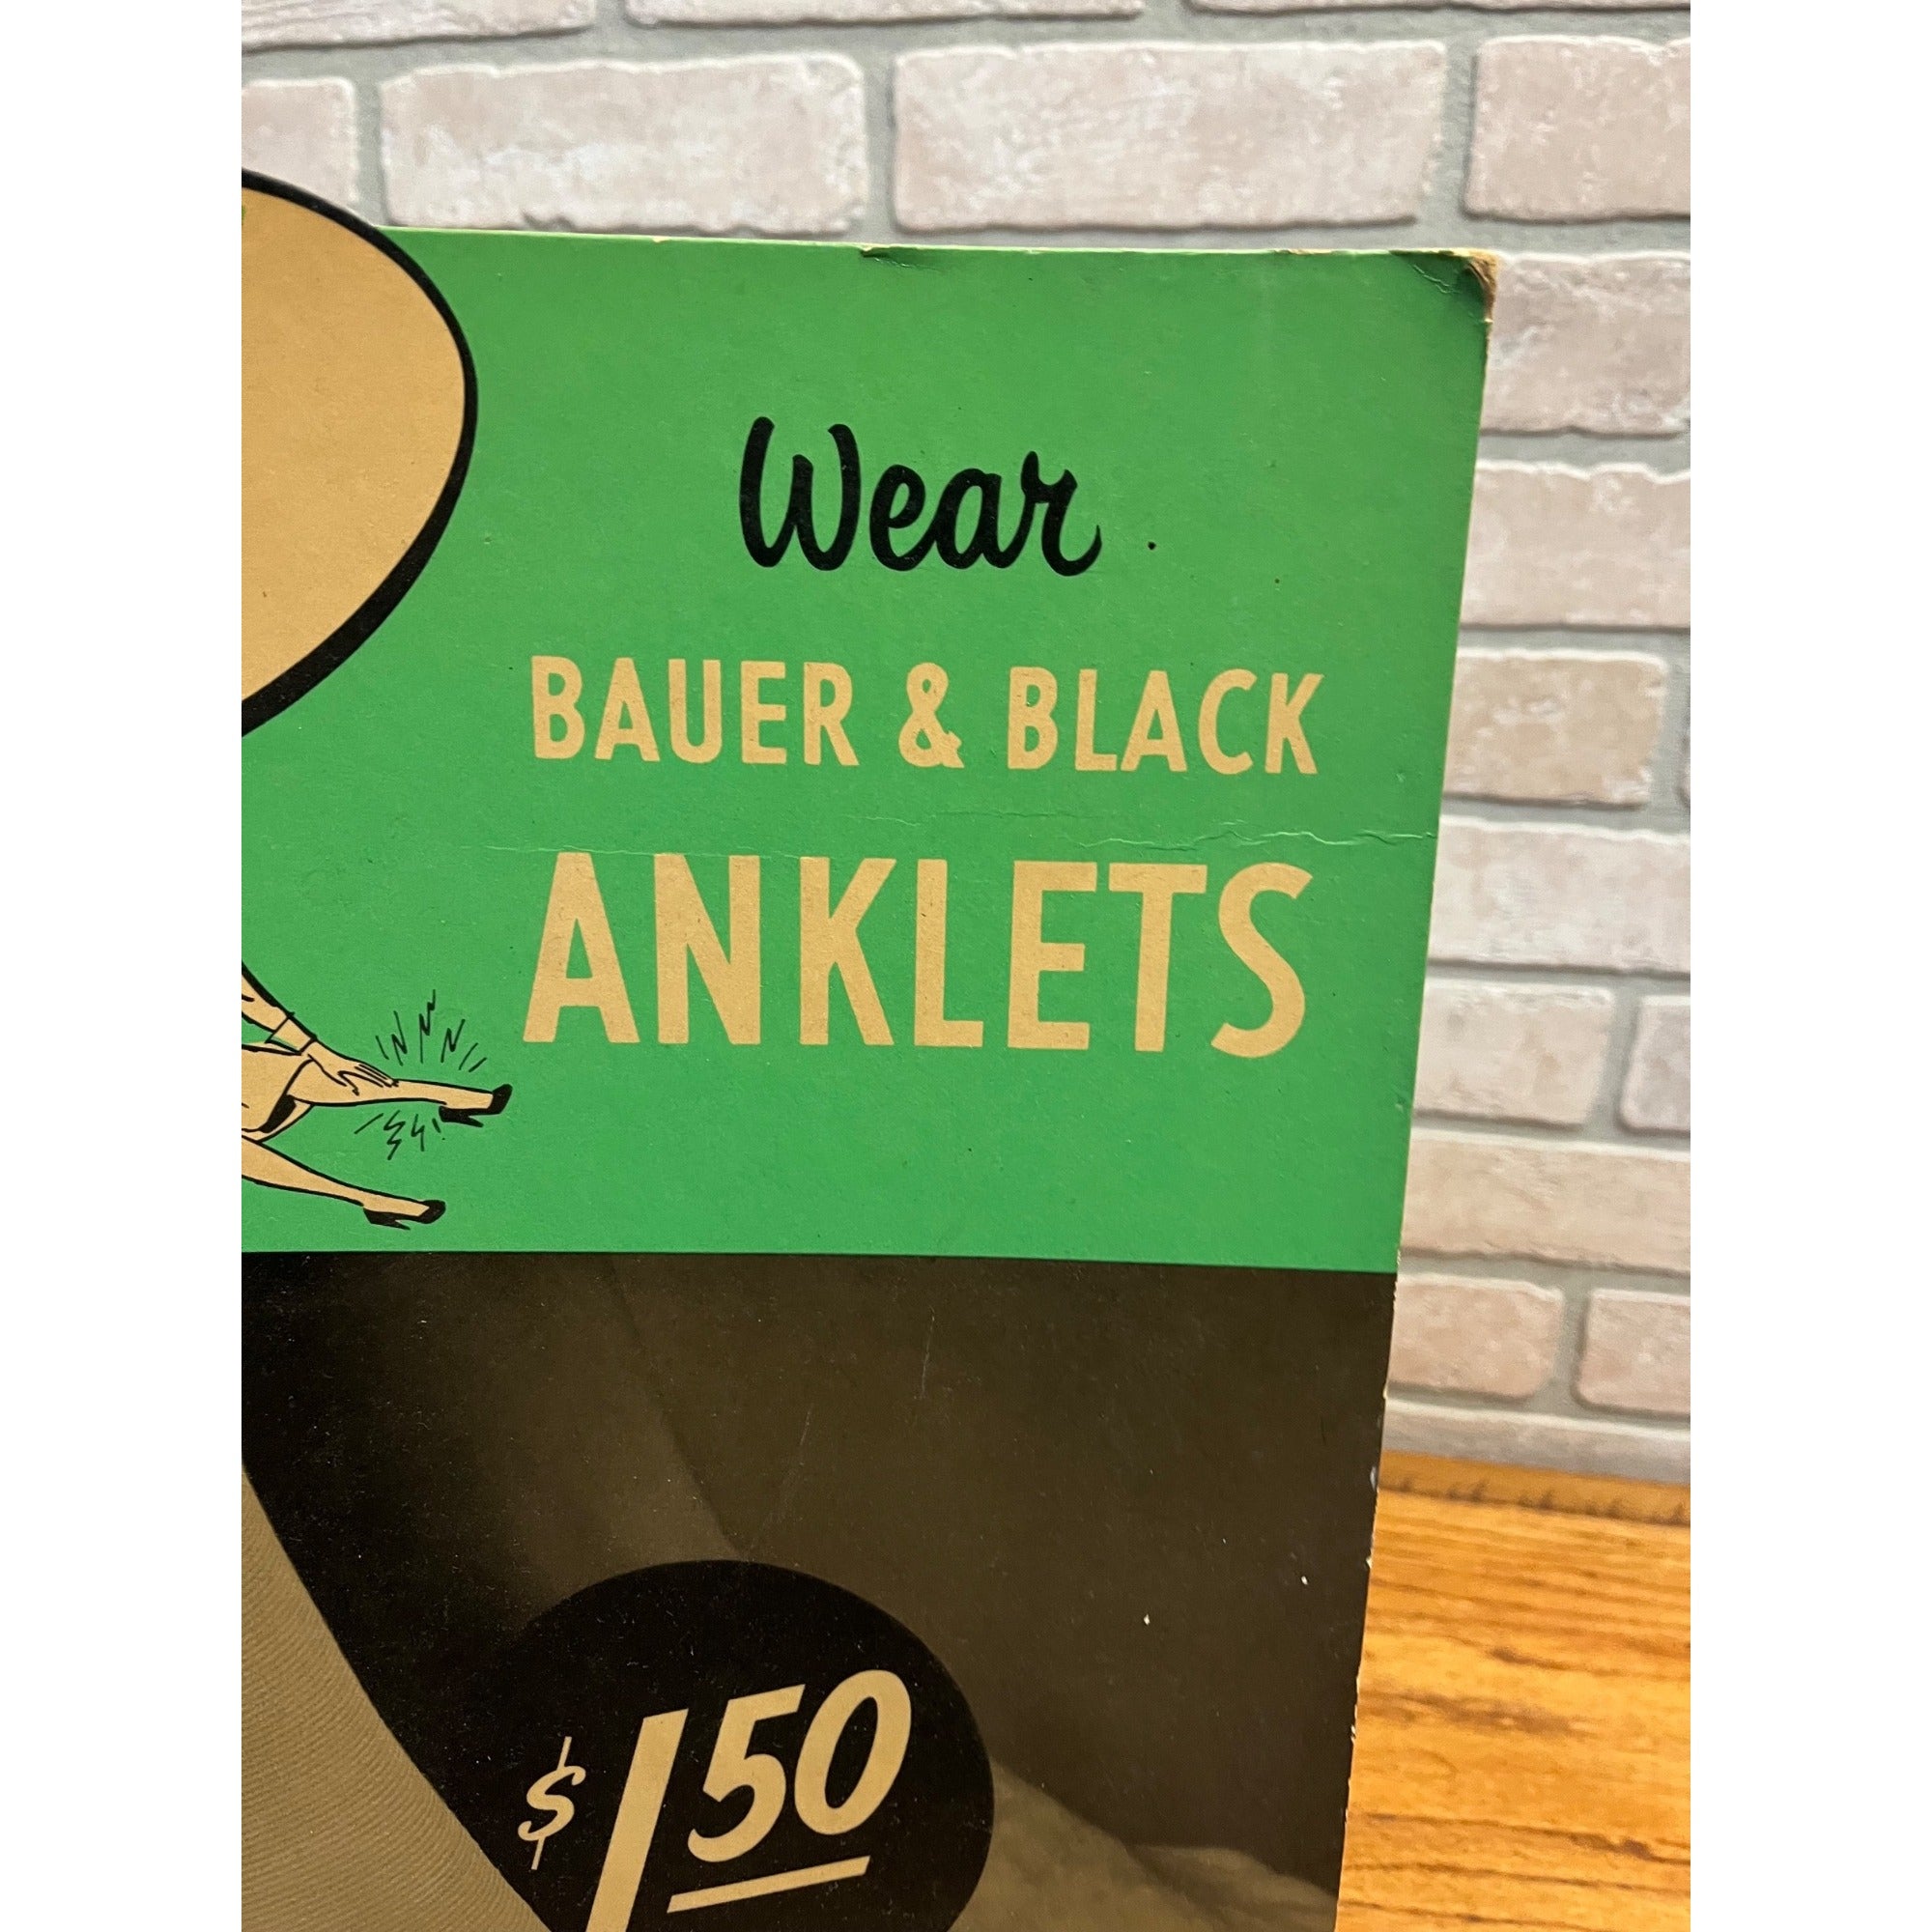 Wear
BAUER & BLACK
ANKLETS
$1.50